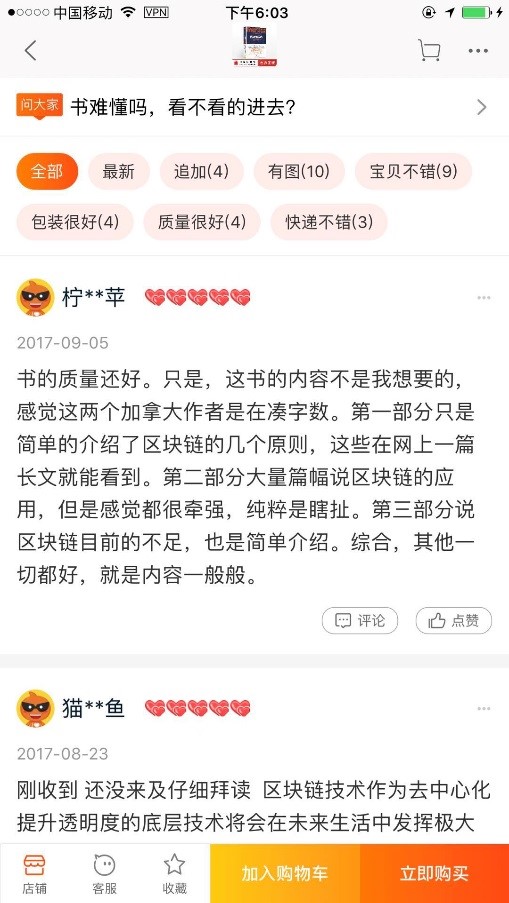 中国移动 VPN 下午6:03
问大家 书难懂吗，看不看的进去？
全部 最新 追加(4) 有图(10) 宝贝不错(9)
包装很好(4) 质量很好(4) 快递不错(3)
柠**苹
2017-09-05
书的质量还好。只是，这书的内容不是我想要的，
感觉这两个加拿大作者是在凑字数。第一部分只是
简单的介绍了区块链的几个原则，这些在网上一篇
长文就能看到。第二部分大量篇幅说区块链的应
用，但是感觉都很牵强，纯粹是瞎扯。第三部分说
区块链目前的不足，也是简单介绍。综合，其他一
切都好，就是内容一般般。
评论 点赞
猫**鱼
2017-08-23
刚收到 还没来及仔细拜读 区块链技术作为去中心化
提升透明度的底层技术将会在未来生活中发挥极大
店铺 客服 收藏 加入购物车 立即购买